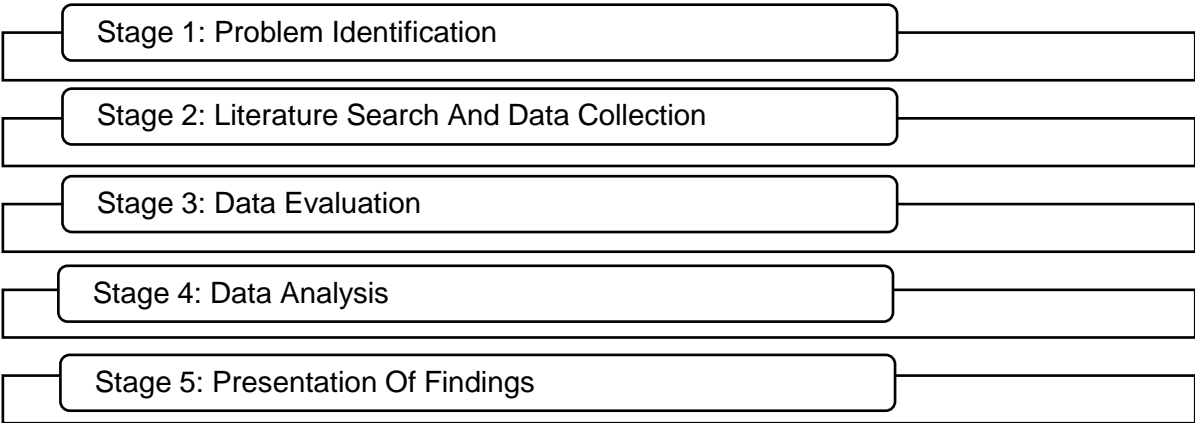 Stage 1: Problem Identification
Stage 2: Literature Search And Data Collection
Stage 3: Data Evaluation
Stage 4: Data Analysis
Stage 5: Presentation Of Findings